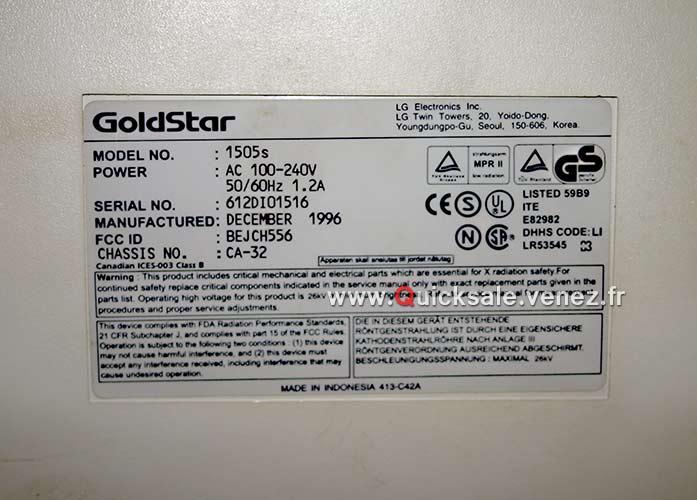 GoldStar
LG Electronics Inc.
LG Twin Towers, 20, Yoido-Dong,
Youngdungpo-Gu, Seoul, 150-606, Korea.
MODEL NO. : 1505s
POWER : AC 100-240V
50/60Hz 1.2A
SERIAL NO. : 612DI01516
MANUFACTURED: DECEMBER 1996
FCC ID : BEJCH556
CHASSIS NO. : CA-32
Canadian ICES-003 Class B
MPR II
low radiation
GS
CE
S
UL
LISTED 59B9
ITE
E82982
N
SA
DHHS CODE: LI
LR53545
Apparaten skall anslutas till jordat nätuttag
Warning : This product includes critical mechanical and electrical parts which are essential for X radiation safety.For
continued safety replace critical components indicated in the service manual only with exact replacement parts given in the
parts list. Operating high voltage for this product is 26kV
procedures and proper service adjustments.
www.Quicksale.venez.fr
This device complies with FDA Radiation Performance Standards,
21 CFR Subchapter J, and complies with part 15 of the FCC Rules.
Operation is subject to the following two conditions : (1) this device
may not cause harmful interference, and (2) this device must
accept any interference received, including interference that may
cause undesired operation.
DIE IN DIESEM GERÄT ENTSTEHENDE
RÖNTGENSTRAHLUNG IST DURCH EINE EIGENSICHERE
KATHODENSTRAHLRÖHRE NACH ANLAGE III
RÖNTGENVERORDNUNG AUSREICHEND ABGESCHIRMT.
BESCHLEUNIGUNGSSPANNUNG: MAXIMAL 26kV
MADE IN INDONESIA 413-C42A